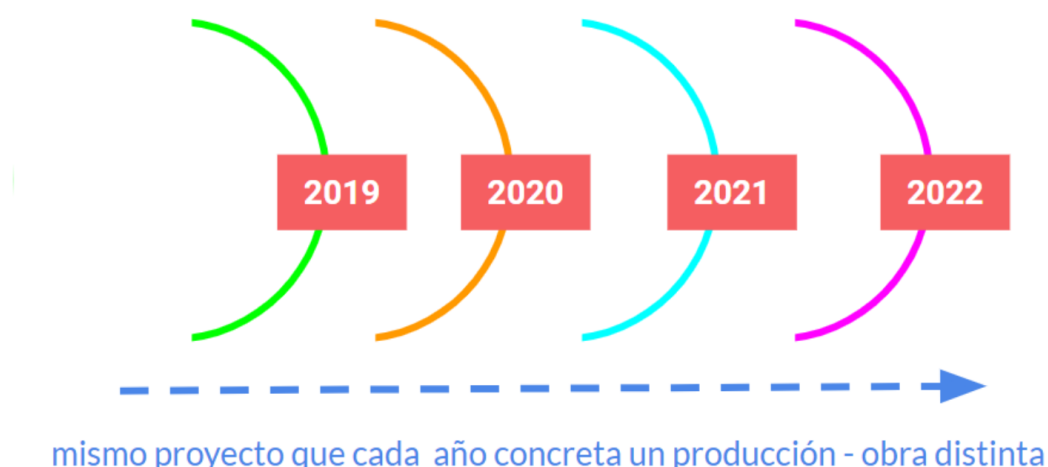 2019 2020 2021 2022
mismo proyecto que cada año concreta un producción - obra distinta